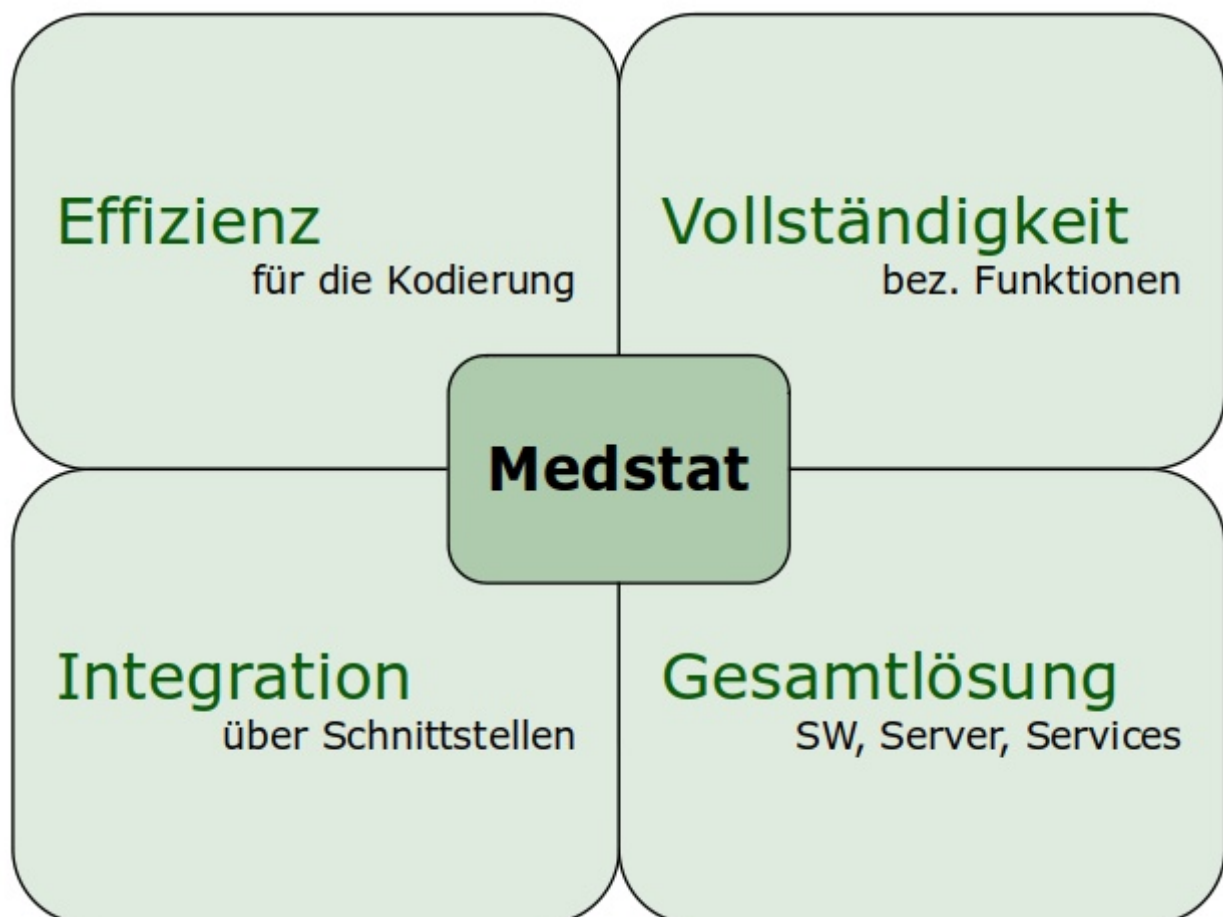 Effizienz
für die Kodierung
Vollständigkeit
bez. Funktionen
Medstat
Integration
über Schnittstellen
Gesamtlösung
SW, Server, Services